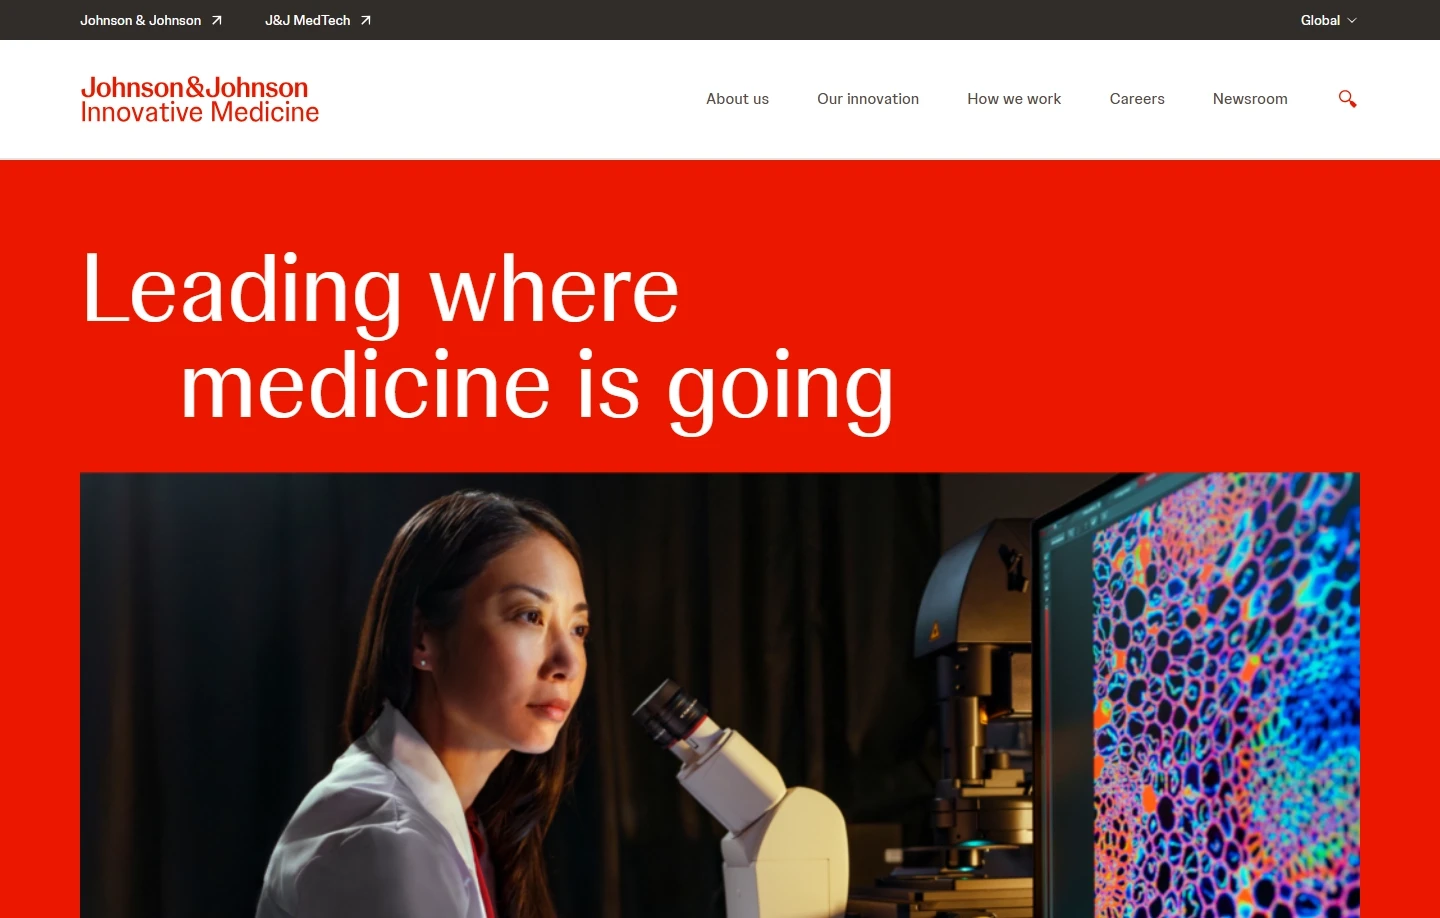 Johnson & Johnson
J&J MedTech
Global
Johnson&Johnson
Innovative Medicine
About us
Our innovation
How we work
Careers
Newsroom
Leading where
medicine is going